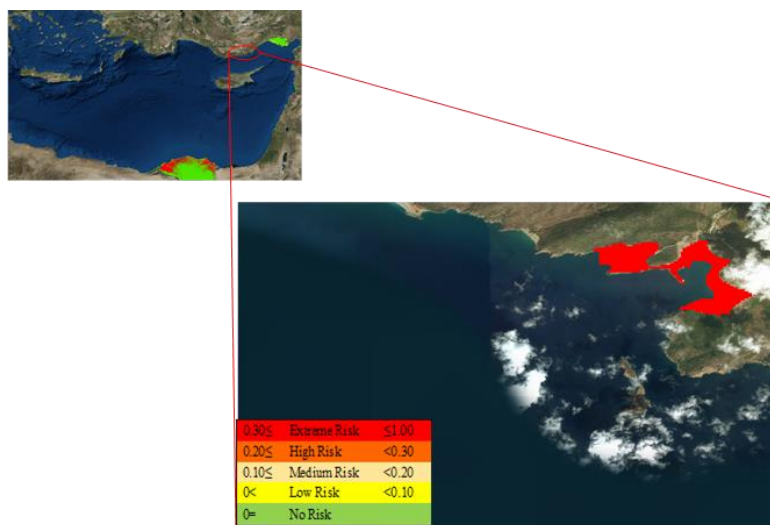 0.30≤ Extreme Risk ≤1.00
0.20≤ High Risk <0.30
0.10≤ Medium Risk <0.20
0< Low Risk <0.10
0= No Risk